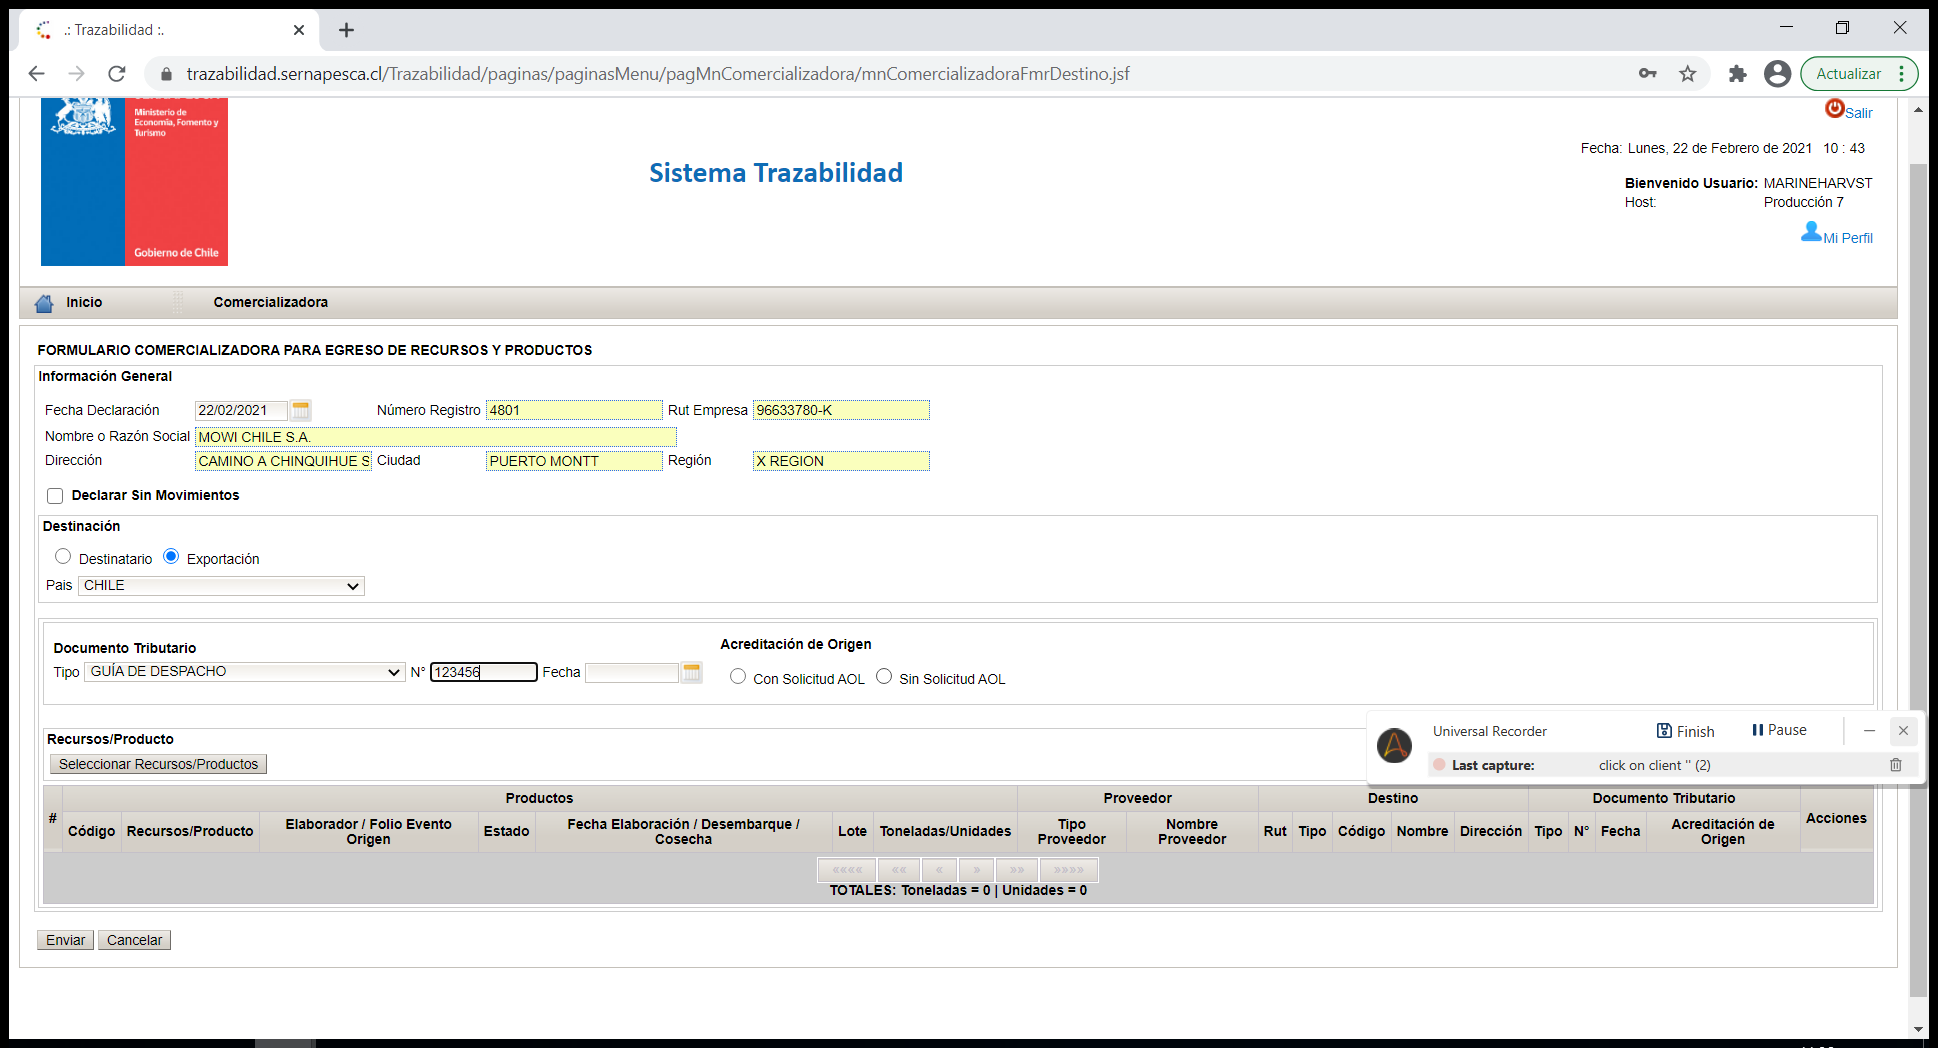 .: Trazabilidad :.
trazabilidad.sernapesca.cl/Trazabilidad/paginas/paginasMenu/pagMnComercializadora/mnComercializadoraFmrDestino.jsf
Actualizar
Ministerio de
Economía, Fomento y
Turismo
Gobierno de Chile
Sistema Trazabilidad
Salir
Fecha: Lunes, 22 de Febrero de 2021 10 : 43
Bienvenido Usuario: MARINEHARVST
Host: Producción 7
Mi Perfil
Inicio Comercializadora
FORMULARIO COMERCIALIZADORA PARA EGRESO DE RECURSOS Y PRODUCTOS
Información General
Fecha Declaración 22/02/2021 Número Registro 4801 Rut Empresa 96633780-K
Nombre o Razón Social MOWI CHILE S.A.
Dirección CAMINO A CHINQUIHUE S Ciudad PUERTO MONTT Región X REGION
Declarar Sin Movimientos
Destinación
Destinatario Exportación
Pais CHILE
Documento Tributario
Tipo GUÍA DE DESPACHO N° 123456 Fecha
Acreditación de Origen
Con Solicitud AOL Sin Solicitud AOL
Recursos/Producto
Seleccionar Recursos/Productos
Universal Recorder Finish Pause
Last capture: click on client '' (2)
# Productos Proveedor Destino Documento Tributario Acciones
Código Recursos/Producto Elaborador / Folio Evento Origen Estado Fecha Elaboración / Desembarque / Cosecha Lote Toneladas/Unidades Tipo Proveedor Nombre Proveedor Rut Tipo Código Nombre Dirección Tipo N° Fecha Acreditación de Origen
«««« «« « » »» »»»»
TOTALES: Toneladas = 0 | Unidades = 0
Enviar Cancelar